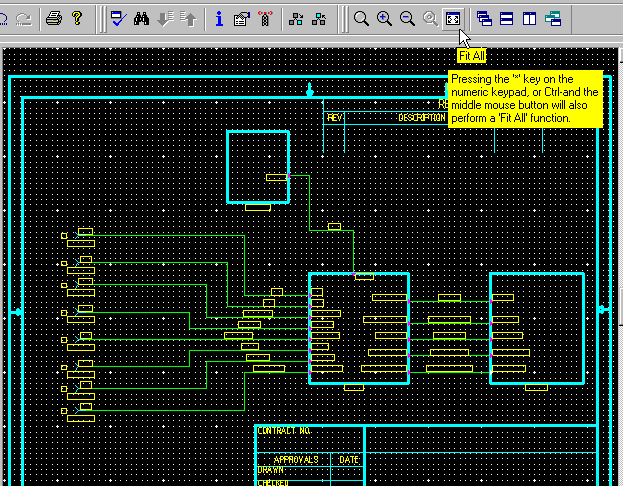 Fit All
Pressing the '*' key on the
numeric keypad, or Ctrl-and the
middle mouse button will also
perform a 'Fit All' function.
RE
REV
DESCRIPTION
CONTRACT NO.
APPROVALS
DATE
DRAWN
CHECKED